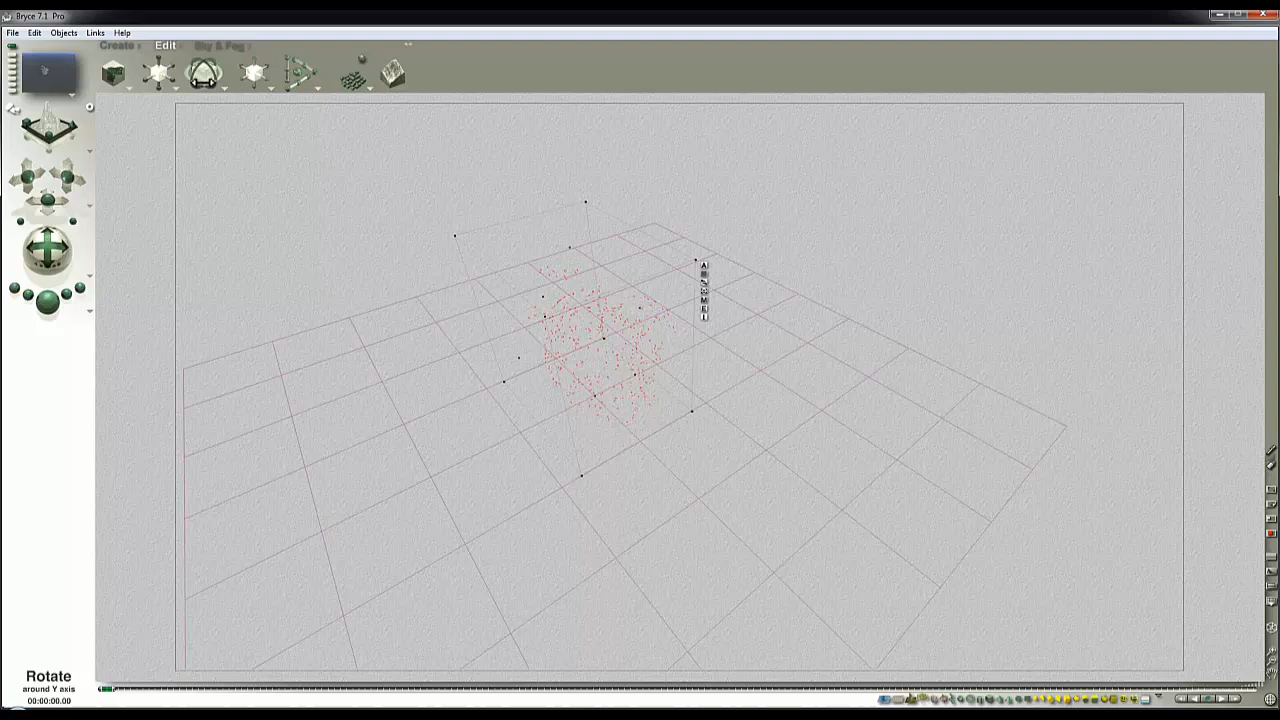 Bryce 7.1 Pro
File Edit Objects Links Help
Create Edit Sky & Fog
A
M
E
I
Rotate
around Y axis
00:00:00.00